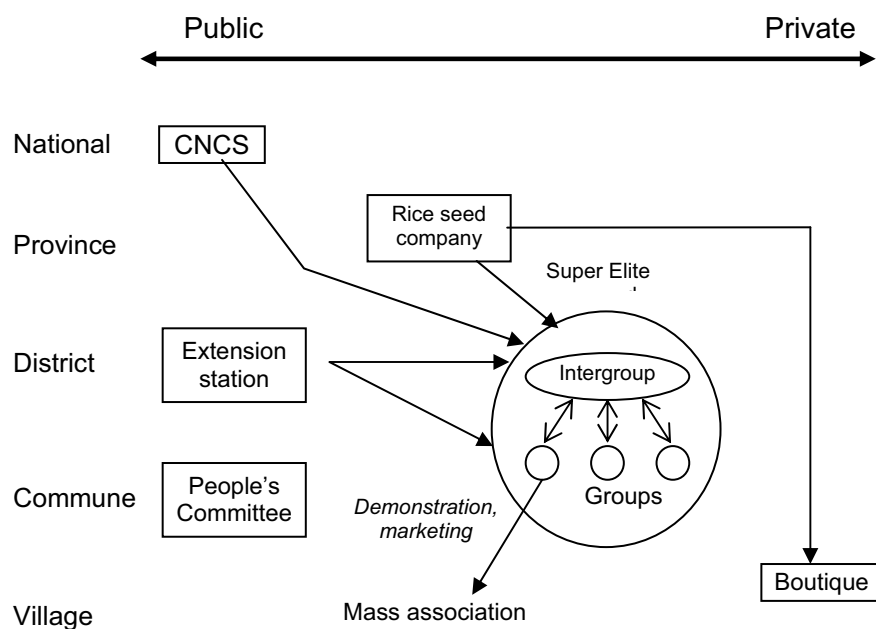 Public Private
National CNCS
Rice seed
company
Province
Super Elite
District
Extension
station
Intergroup
Commune
People's
Committee
Groups
Demonstration,
marketing
Boutique
Village
Mass association